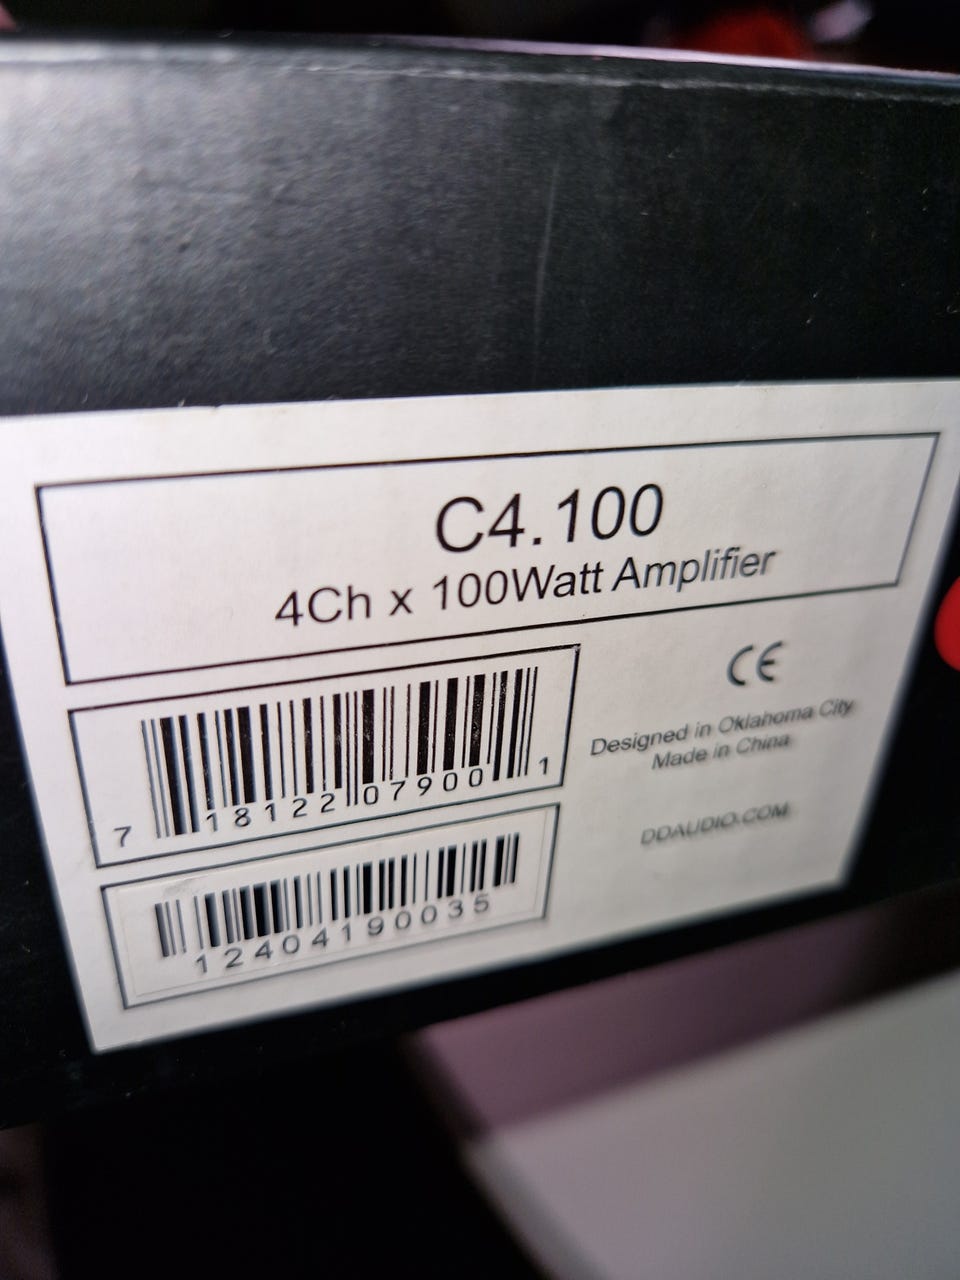 C4.100
4Ch x 100Watt Amplifier
CE
Designed in Oklahoma City
Made in China
DDAUDIO.COM
7 18122 07900 1
12404190035